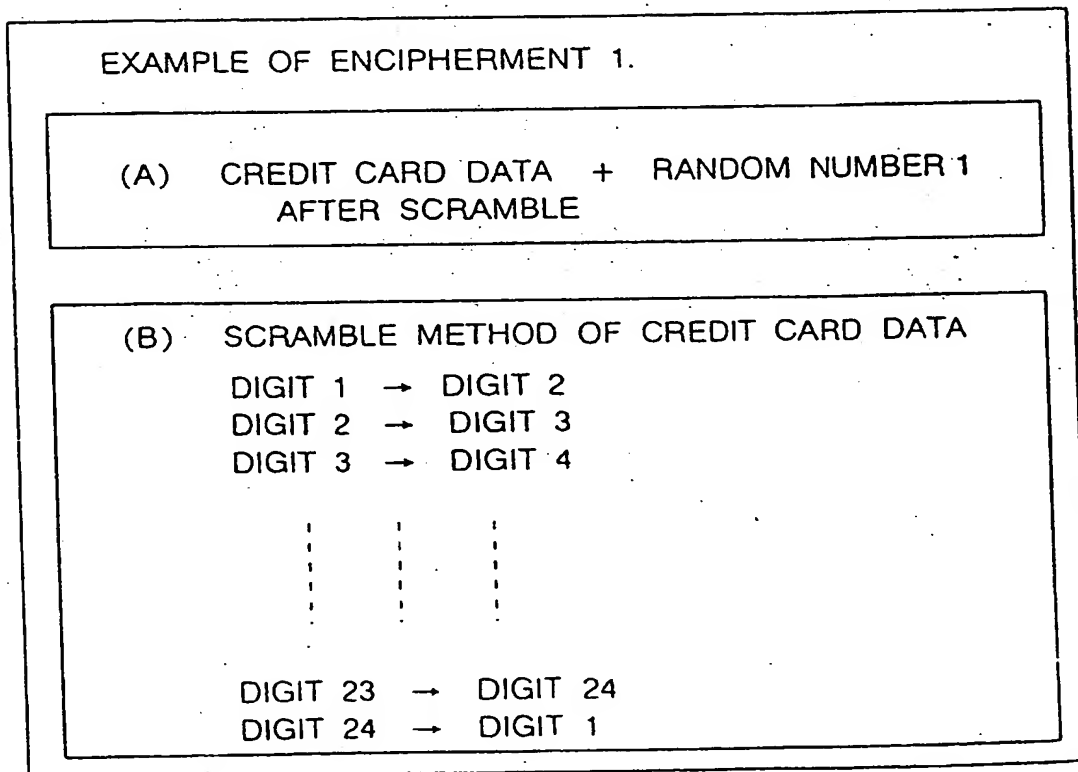 EXAMPLE OF ENCIPHERMENT 1.
(A) CREDIT CARD DATA + RANDOM NUMBER 1
AFTER SCRAMBLE
(B) SCRAMBLE METHOD OF CREDIT CARD DATA
DIGIT 1 → DIGIT 2
DIGIT 2 → DIGIT 3
DIGIT 3 → DIGIT 4
DIGIT 23 → DIGIT 24
DIGIT 24 → DIGIT 1